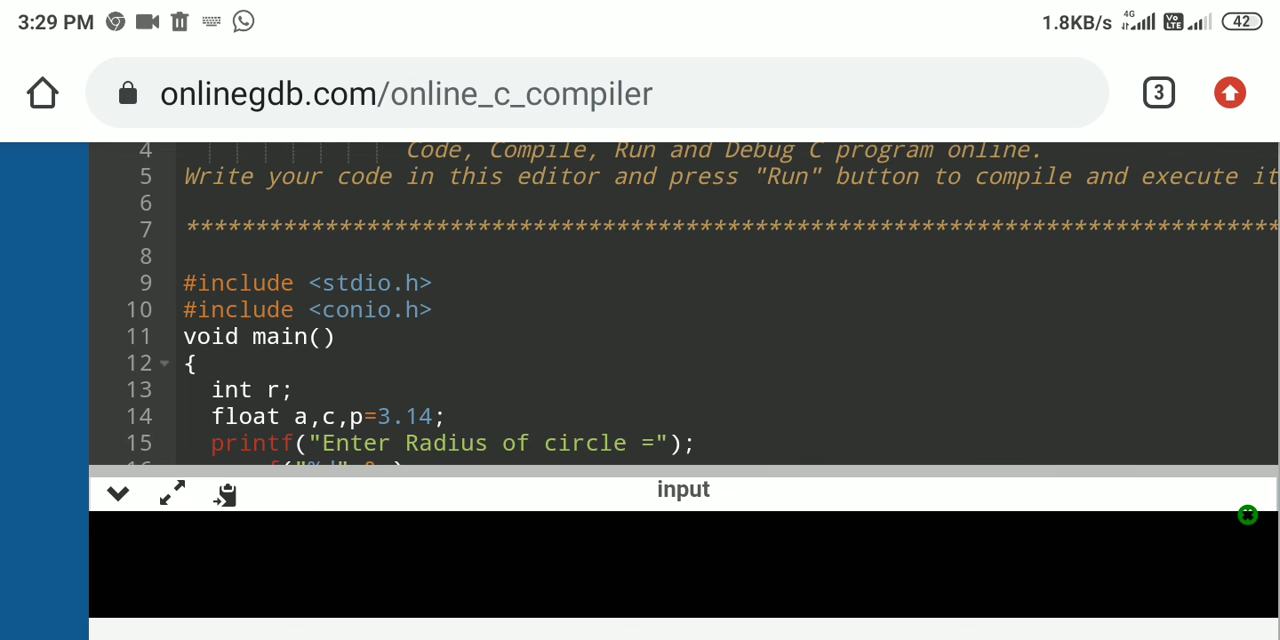 3:29 PM 1.8KB/s 4G Vo LTE 42
onlinegdb.com/online_c_compiler 3
4 Code, Compile, Run and Debug C program online.
5 Write your code in this editor and press "Run" button to compile and execute it
6
7 *******************************************************************************
8
9 #include <stdio.h>
10 #include <conio.h>
11 void main()
12 {
13 int r;
14 float a,c,p=3.14;
15 printf("Enter Radius of circle =");
input